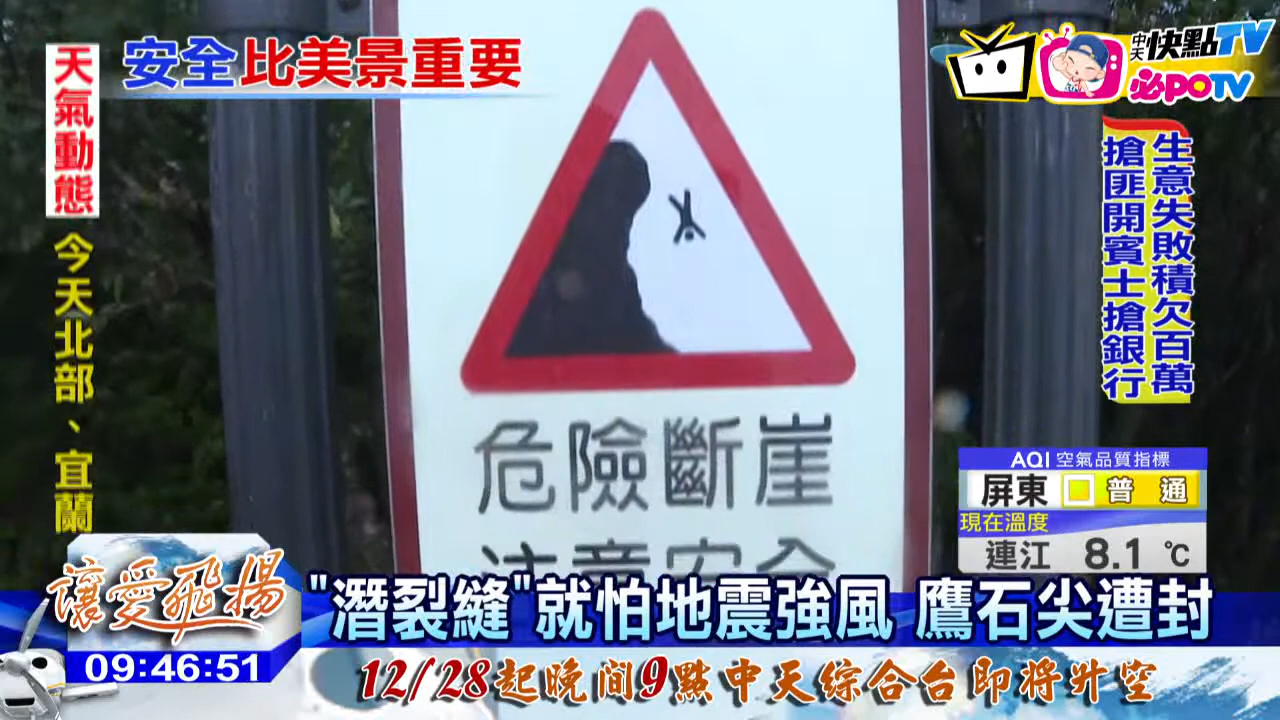 安全比美景重要
天氣動態
今天北部、宜蘭
中天快點TV
必POTV
生意失敗積欠百萬
搶匪開賓士搶銀行
危險斷崖
注意安全
AQI 空氣品質指標
屏東 普通
現在溫度
連江 8.1 ℃
讓愛飛揚
09:46:51
"潛裂縫"就怕地震強風 鷹石尖遭封
12/28起晚間9點中天綜合台即將升空